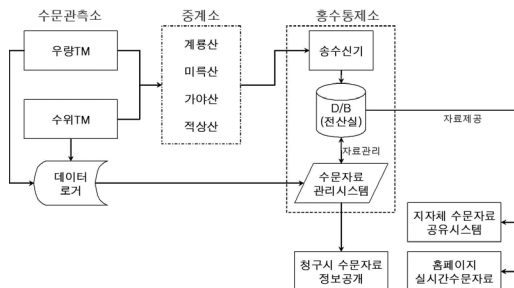 수문관측소
중계소
홍수통제소
우량TM
수위TM
데이터
로거
계룡산
미륵산
가야산
적상산
송수신기
D/B
(전산실)
자료제공
자료관리
수문자료
관리시스템
지자체 수문자료
공유시스템
청구시 수문자료
정보공개
홈페이지
실시간수문자료